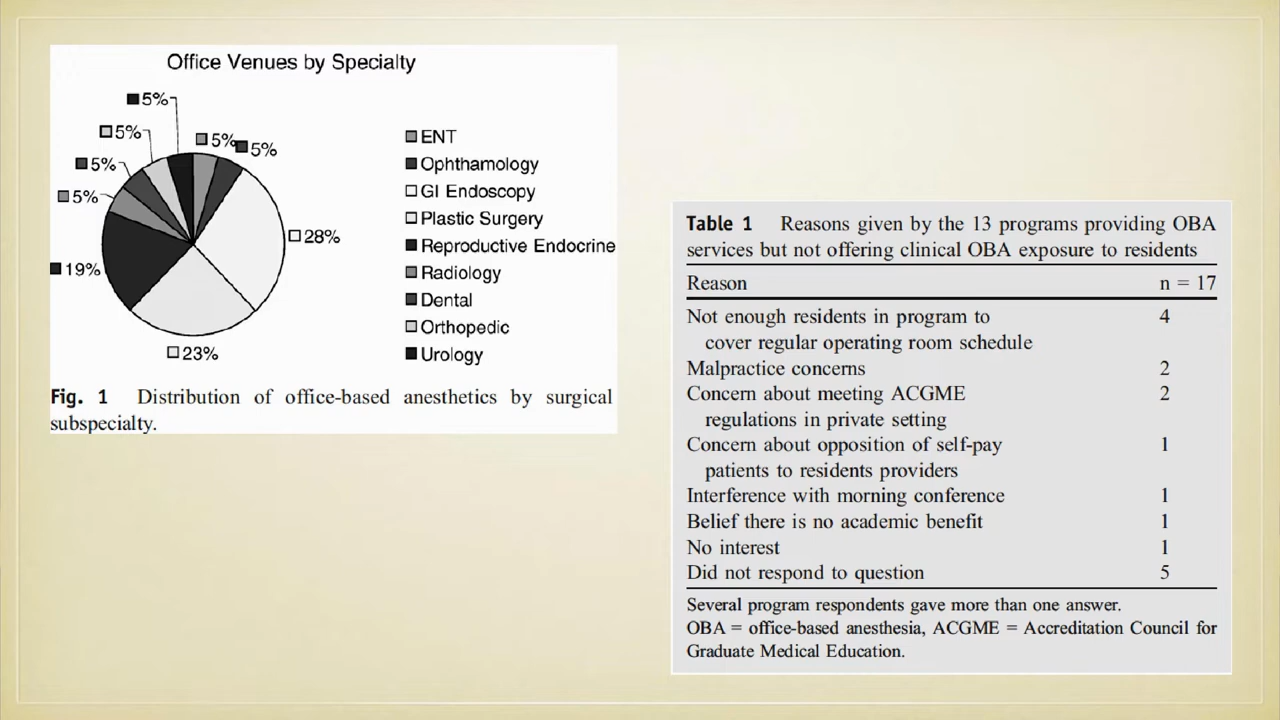 Office Venues by Specialty
5%
5%
5%
5%
5%
5%
28%
19%
23%
ENT
Ophthamology
GI Endoscopy
Plastic Surgery
Reproductive Endocrine
Radiology
Dental
Orthopedic
Urology
Fig. 1 Distribution of office-based anesthetics by surgical
subspecialty.
Table 1 Reasons given by the 13 programs providing OBA
services but not offering clinical OBA exposure to residents
Reason n = 17
Not enough residents in program to 4
cover regular operating room schedule
Malpractice concerns 2
Concern about meeting ACGME 2
regulations in private setting
Concern about opposition of self-pay 1
patients to residents providers
Interference with morning conference 1
Belief there is no academic benefit 1
No interest 1
Did not respond to question 5
Several program respondents gave more than one answer.
OBA = office-based anesthesia, ACGME = Accreditation Council for
Graduate Medical Education.